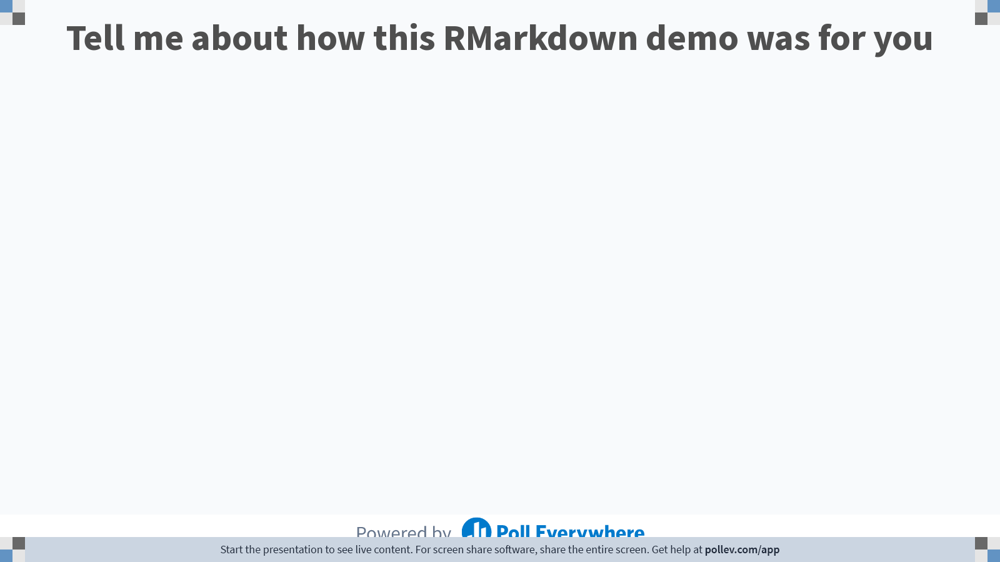 Tell me about how this RMarkdown demo was for you
Powered by Poll Everywhere
Start the presentation to see live content. For screen share software, share the entire screen. Get help at pollev.com/app